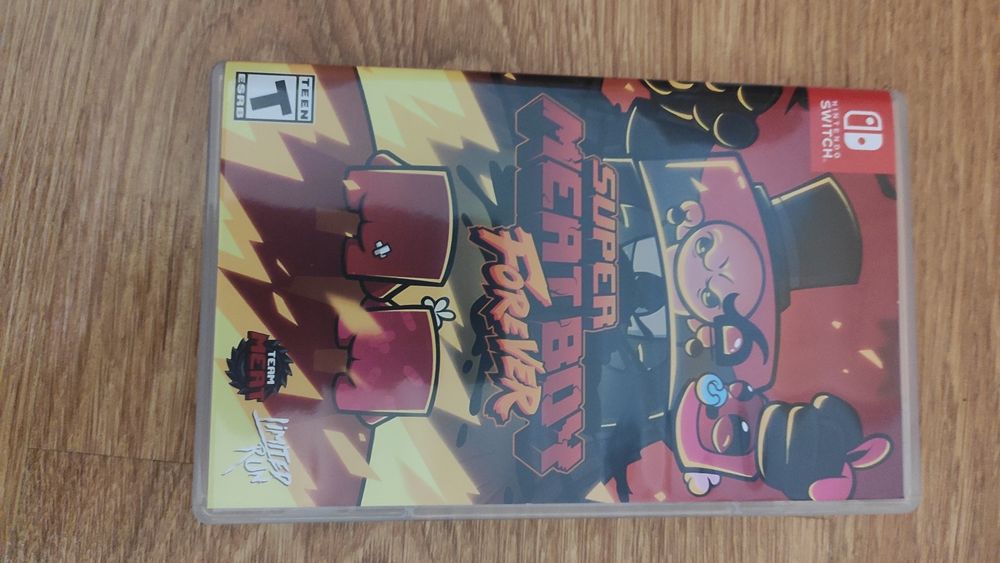 NINTENDO
SWITCH
SUPER
MEAT BOY
FOREVER
TEEN
T
ESRB
TEAM
MEAT
LIMITED
RUN